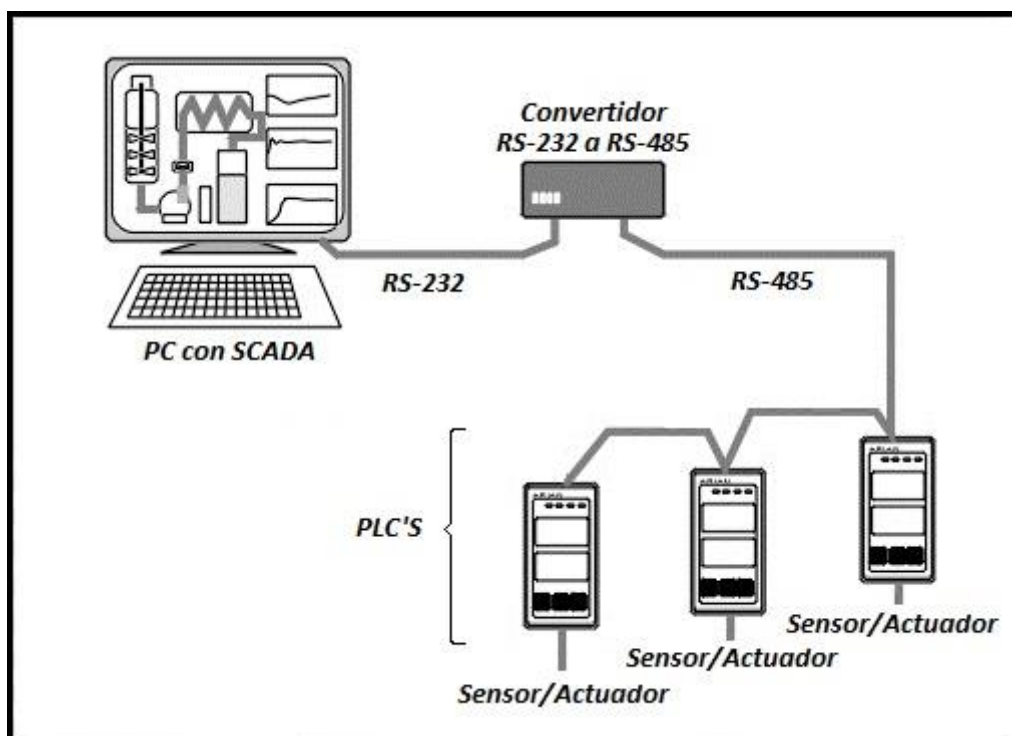 Convertidor
RS-232 a RS-485
RS-232
RS-485
PC con SCADA
PLC'S
Sensor/Actuador
Sensor/Actuador
Sensor/Actuador